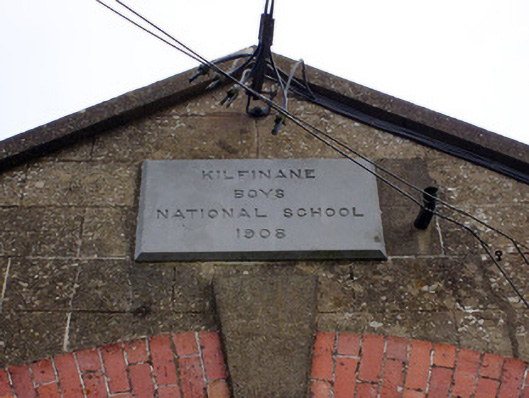 KILFINANE
BOYS
NATIONAL SCHOOL
1908